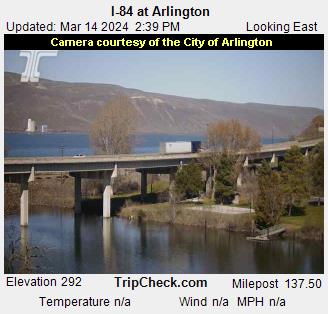 I-84 at Arlington
Updated: Mar 14 2024 2:39 PM Looking East
Camera courtesy of the City of Arlington
Elevation 292 TripCheck.com Milepost 137.50
Temperature n/a Wind n/a MPH n/a